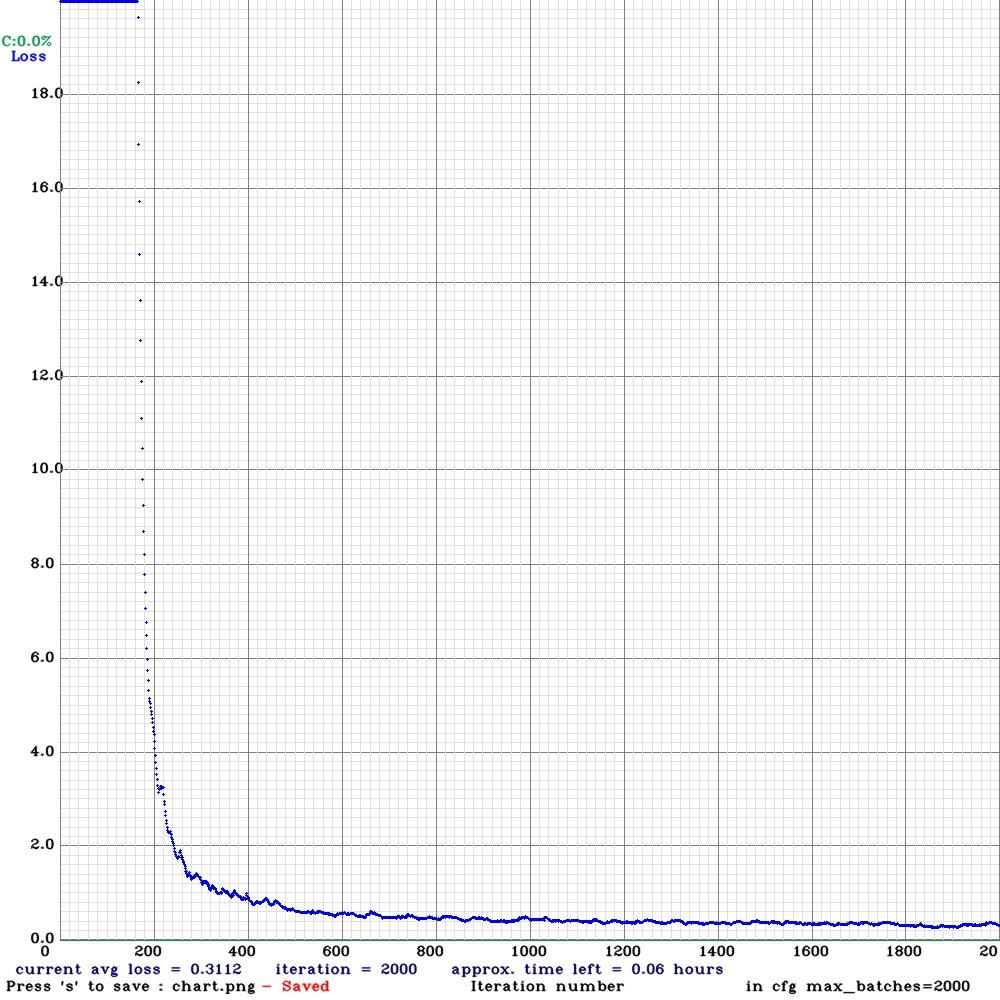 C:0.0%
Loss
18.0
16.0
14.0
12.0
10.0
8.0
6.0
4.0
2.0
0.0
0 200 400 600 800 1000 1200 1400 1600 1800 20
current avg loss = 0.3112 iteration = 2000 approx. time left = 0.06 hours
Press 's' to save : chart.png - Saved Iteration number in cfg max_batches=2000